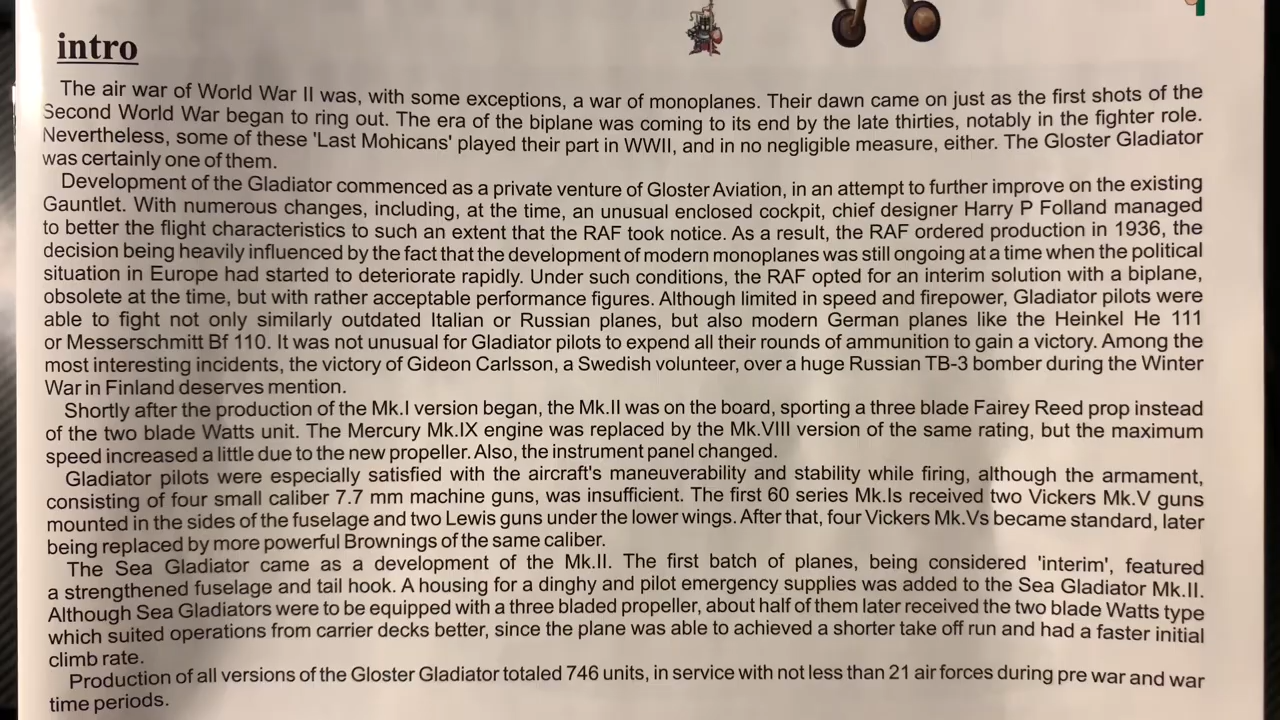 intro
The air war of World War II was, with some exceptions, a war of monoplanes. Their dawn came on just as the first shots of the
Second World War began to ring out. The era of the biplane was coming to its end by the late thirties, notably in the fighter role.
Nevertheless, some of these 'Last Mohicans' played their part in WWII, and in no negligible measure, either. The Gloster Gladiator
was certainly one of them.
Development of the Gladiator commenced as a private venture of Gloster Aviation, in an attempt to further improve on the existing
Gauntlet. With numerous changes, including, at the time, an unusual enclosed cockpit, chief designer Harry P Folland managed
to better the flight characteristics to such an extent that the RAF took notice. As a result, the RAF ordered production in 1936, the
decision being heavily influenced by the fact that the development of modern monoplanes was still ongoing at a time when the political
situation in Europe had started to deteriorate rapidly. Under such conditions, the RAF opted for an interim solution with a biplane,
obsolete at the time, but with rather acceptable performance figures. Although limited in speed and firepower, Gladiator pilots were
able to fight not only similarly outdated Italian or Russian planes, but also modern German planes like the Heinkel He 111
or Messerschmitt Bf 110. It was not unusual for Gladiator pilots to expend all their rounds of ammunition to gain a victory. Among the
most interesting incidents, the victory of Gideon Carlsson, a Swedish volunteer, over a huge Russian TB-3 bomber during the Winter
War in Finland deserves mention.
Shortly after the production of the Mk.I version began, the Mk.II was on the board, sporting a three blade Fairey Reed prop instead
of the two blade Watts unit. The Mercury Mk.IX engine was replaced by the Mk.VIII version of the same rating, but the maximum
speed increased a little due to the new propeller. Also, the instrument panel changed.
Gladiator pilots were especially satisfied with the aircraft's maneuverability and stability while firing, although the armament,
consisting of four small caliber 7.7 mm machine guns, was insufficient. The first 60 series Mk.Is received two Vickers Mk.V guns
mounted in the sides of the fuselage and two Lewis guns under the lower wings. After that, four Vickers Mk.Vs became standard, later
being replaced by more powerful Brownings of the same caliber.
The Sea Gladiator came as a development of the Mk.II. The first batch of planes, being considered 'interim', featured
a strengthened fuselage and tail hook. A housing for a dinghy and pilot emergency supplies was added to the Sea Gladiator Mk.II.
Although Sea Gladiators were to be equipped with a three bladed propeller, about half of them later received the two blade Watts type
which suited operations from carrier decks better, since the plane was able to achieved a shorter take off run and had a faster initial
climb rate.
Production of all versions of the Gloster Gladiator totaled 746 units, in service with not less than 21 air forces during pre war and war
time periods.